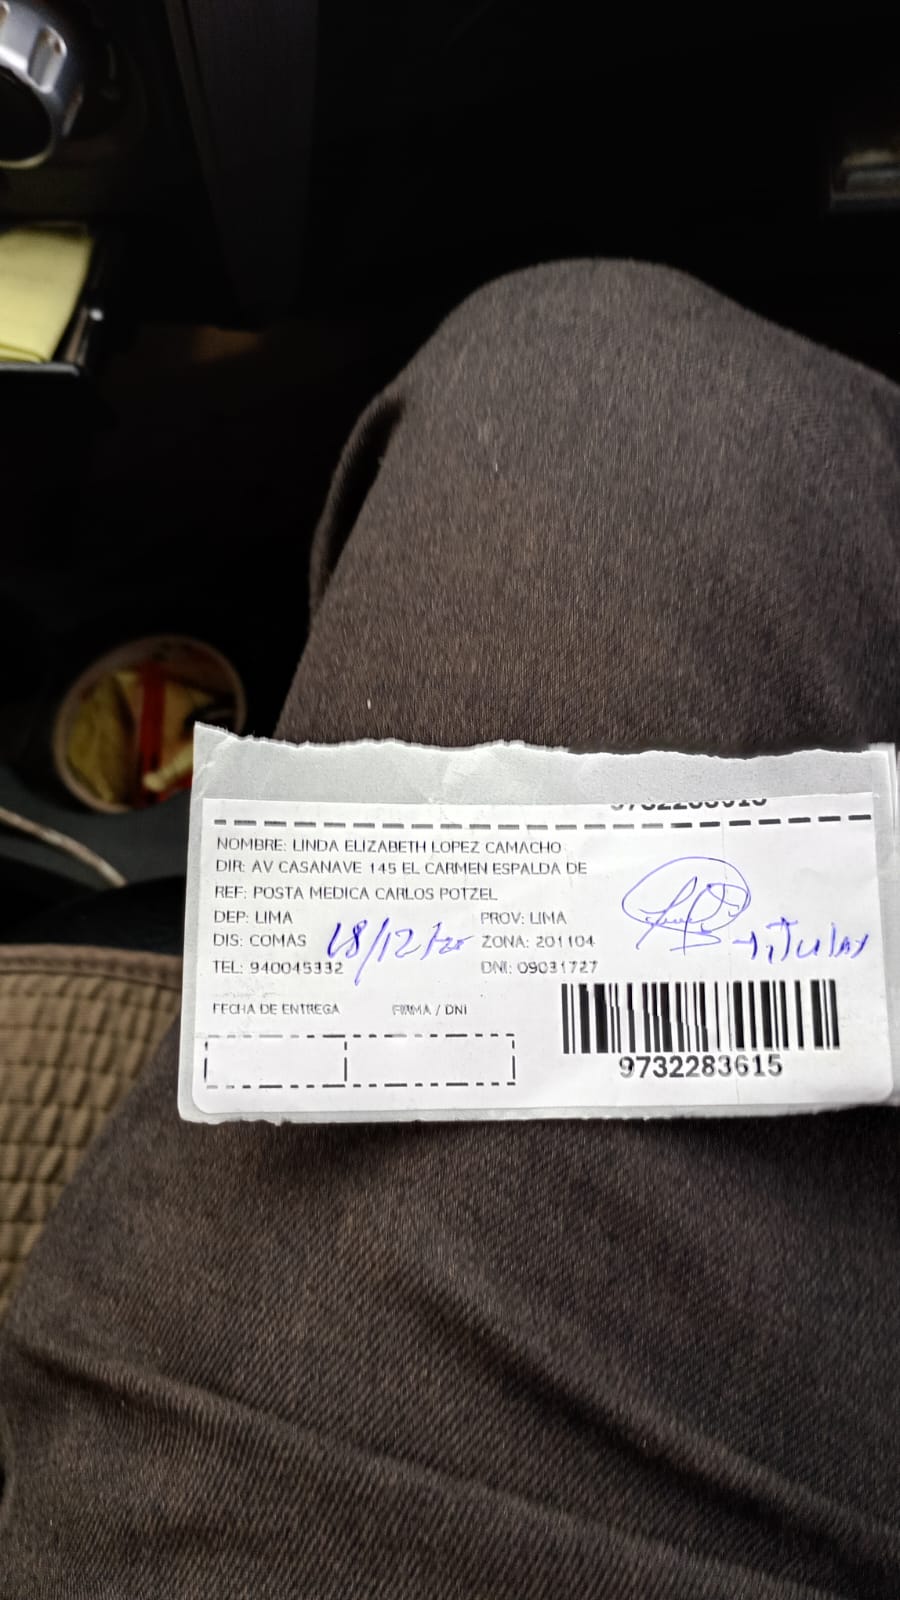 NOMBRE: LINDA ELIZABETH LOPEZ CAMACHO
DIR: AV CASANAVE 145 EL CARMEN ESPALDA DE
REF: POSTA MEDICA CARLOS POTZEL
DEP: LIMA PROV: LIMA
DIS: COMAS 18/12/20 ZONA: 201104
titular
TEL: 940045332 DNI: 09031727
FECHA DE ENTREGA FIRMA / DNI
9732283615